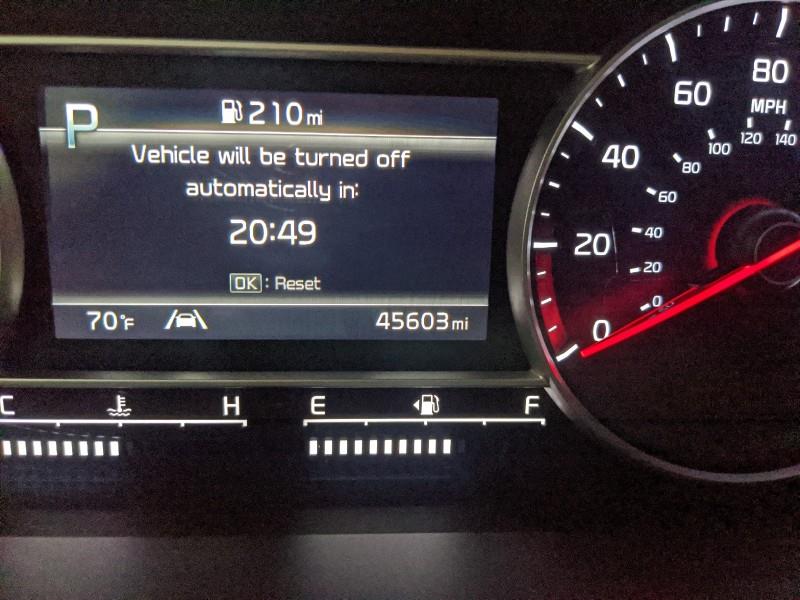 P
210 mi
Vehicle will be turned off
automatically in:
20:49
OK : Reset
70°F
45603 mi
C H
E F
80
60
40
20
0
MPH
140
120
100
80
60
40
20
0